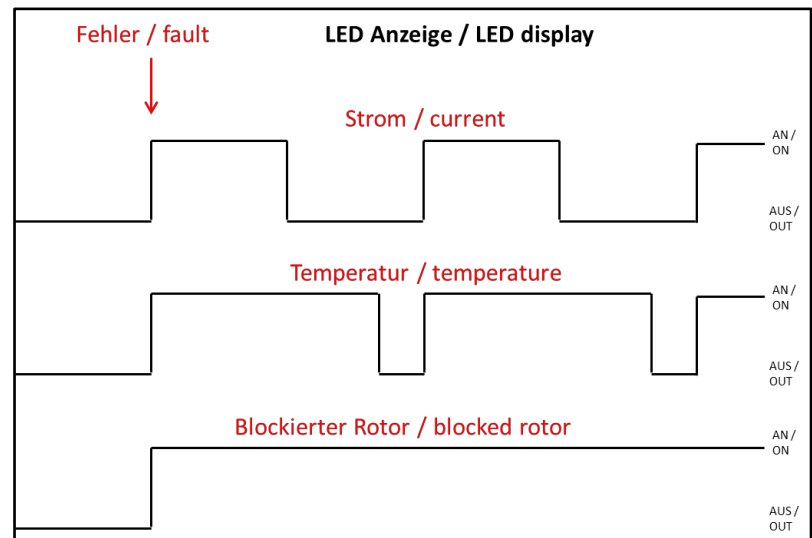 Fehler / fault
LED Anzeige / LED display
Strom / current
AN /
ON
AUS /
OUT
Temperatur / temperature
AN /
ON
AUS /
OUT
Blockierter Rotor / blocked rotor
AN /
ON
AUS /
OUT